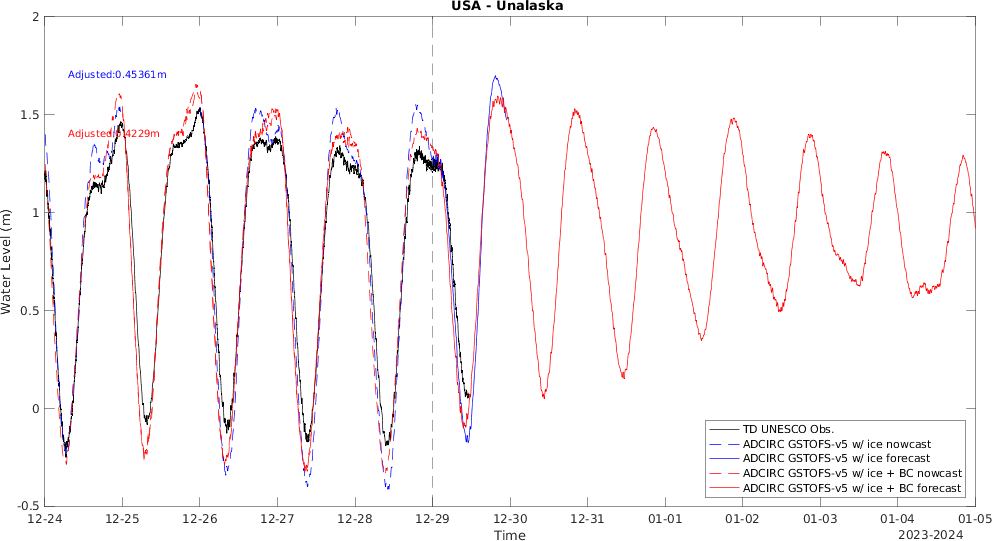 USA - Unalaska
2
1.5
1
0.5
0
-0.5
Water Level (m)
Adjusted:0.45361m
Adjusted:0.4229m
TD UNESCO Obs.
ADCIRC GSTOFS-v5 w/ ice nowcast
ADCIRC GSTOFS-v5 w/ ice forecast
ADCIRC GSTOFS-v5 w/ ice + BC nowcast
ADCIRC GSTOFS-v5 w/ ice + BC forecast
12-24 12-25 12-26 12-27 12-28 12-29 12-30 12-31 01-01 01-02 01-03 01-04 01-05
Time
2023-2024